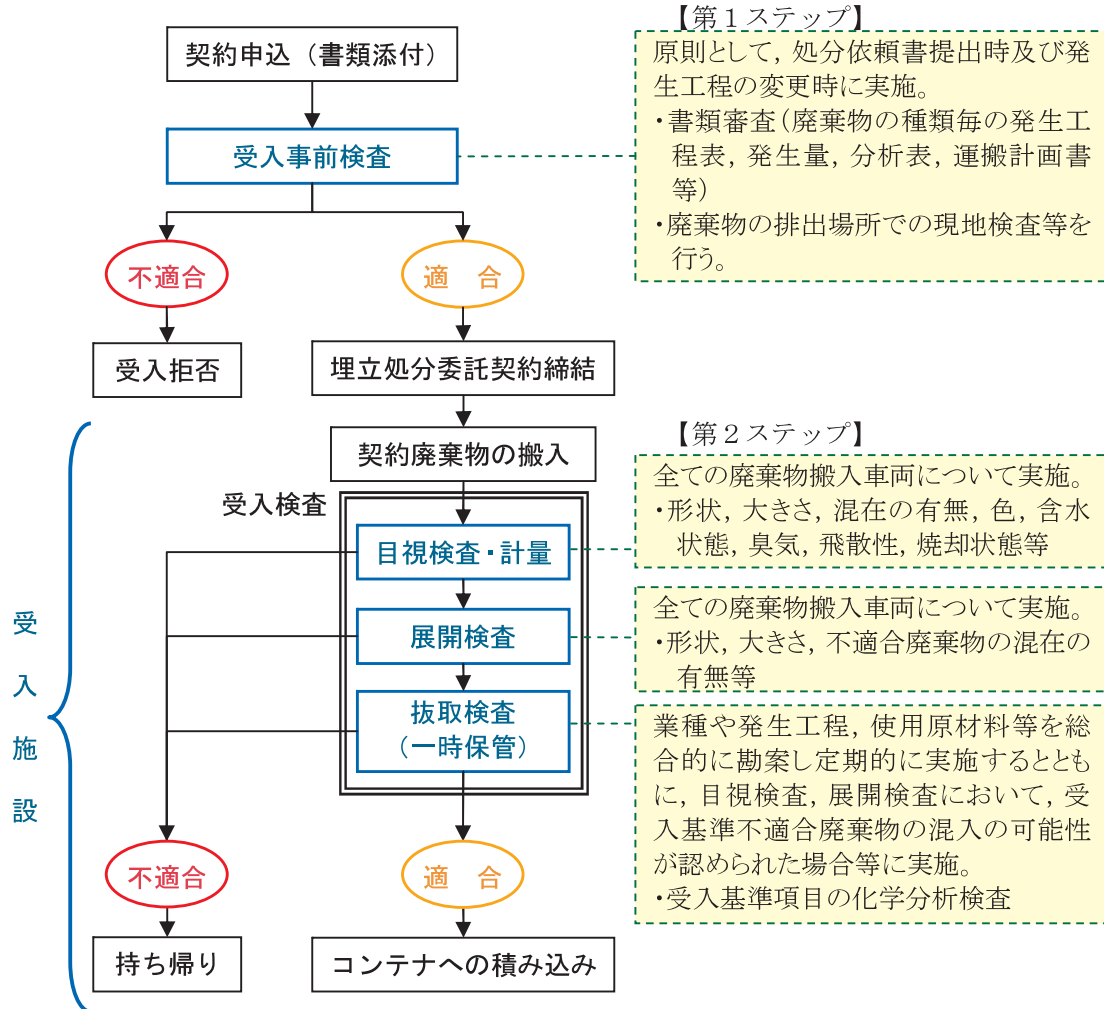 【第1ステップ】
契約申込（書類添付）
原則として，処分依頼書提出時及び発
生工程の変更時に実施。
・書類審査（廃棄物の種類毎の発生工
程表，発生量，分析表，運搬計画書
等）
・廃棄物の排出場所での現地検査等を
行う。
受入事前検査
不適合
適　合
受入拒否
埋立処分委託契約締結
契約廃棄物の搬入
【第2ステップ】
全ての廃棄物搬入車両について実施。
・形状，大きさ，混在の有無，色，含水
状態，臭気，飛散性，焼却状態等
受入検査
目視検査・計量
展開検査
全ての廃棄物搬入車両について実施。
・形状，大きさ，不適合廃棄物の混在の
有無等
抜取検査
（一時保管）
業種や発生工程，使用原材料等を総
合的に勘案し定期的に実施するととも
に，目視検査，展開検査において，受
入基準不適合廃棄物の混入の可能性
が認められた場合等に実施。
・受入基準項目の化学分析検査
受
入
施
設
不適合
適　合
持ち帰り
コンテナへの積み込み